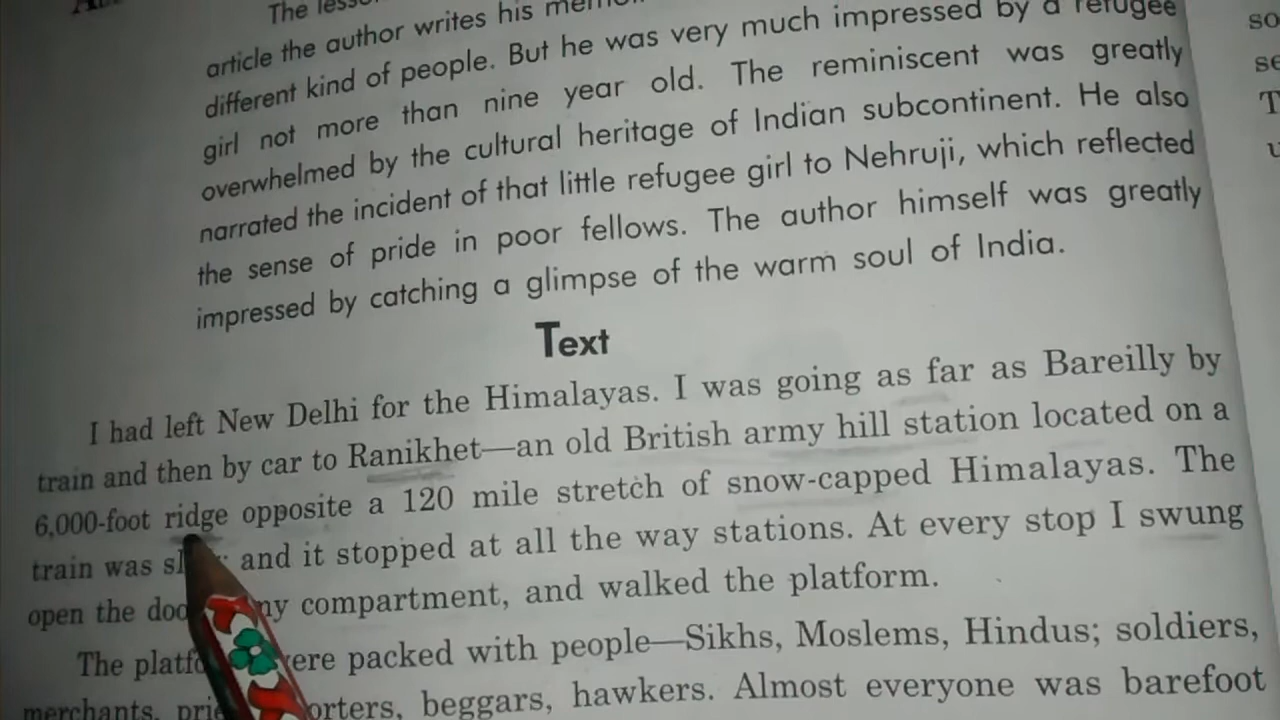 The
article the author writes his
different kind of people. But he was very much impressed by a refugee
girl not more than nine year old. The reminiscent was greatly
overwhelmed by the cultural heritage of Indian subcontinent. He also
narrated the incident of that little refugee girl to Nehruji, which reflected
the sense of pride in poor fellows. The author himself was greatly
impressed by catching a glimpse of the warm soul of India.
Text
I had left New Delhi for the Himalayas. I was going as far as Bareilly by
train and then by car to Ranikhet—an old British army hill station located on a
6,000-foot ridge opposite a 120 mile stretch of snow-capped Himalayas. The
train was and it stopped at all the way stations. At every stop I swung
open the compartment, and walked the platform.
The packed with people—Sikhs, Moslems, Hindus; soldiers,
merchants, beggars, hawkers. Almost everyone was barefoot